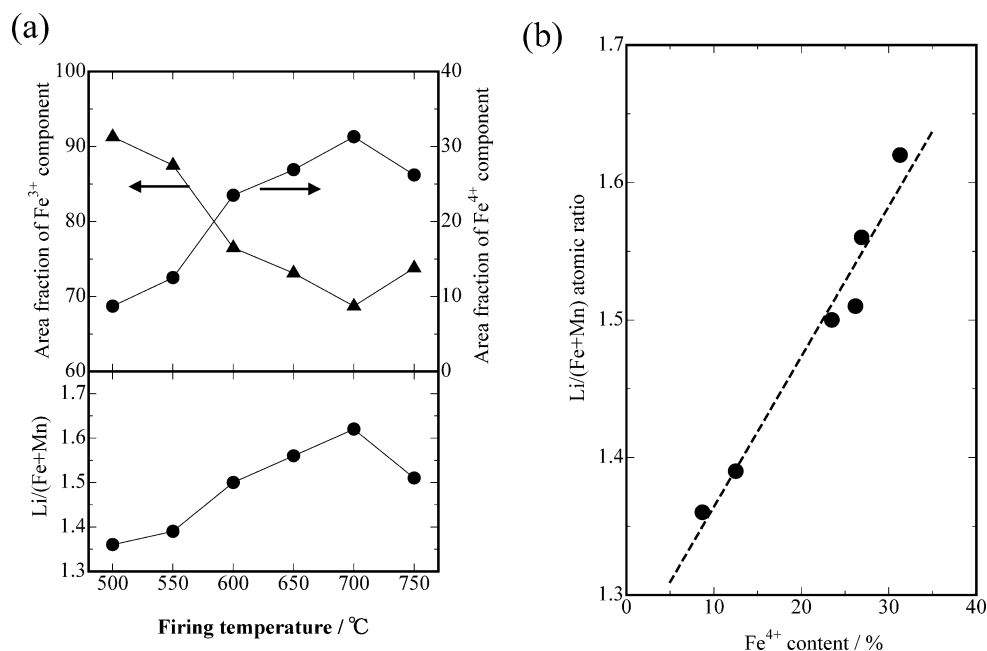 (a)
100
90
80
70
60
Area fraction of Fe3+ component
40
30
20
10
0
Area fraction of Fe4+ component
1.7
1.6
1.5
1.4
1.3
Li/(Fe+Mn)
500 550 600 650 700 750
Firing temperature / ℃
(b)
1.7
1.6
1.5
1.4
1.3
Li/(Fe+Mn) atomic ratio
0 10 20 30 40
Fe4+ content / %